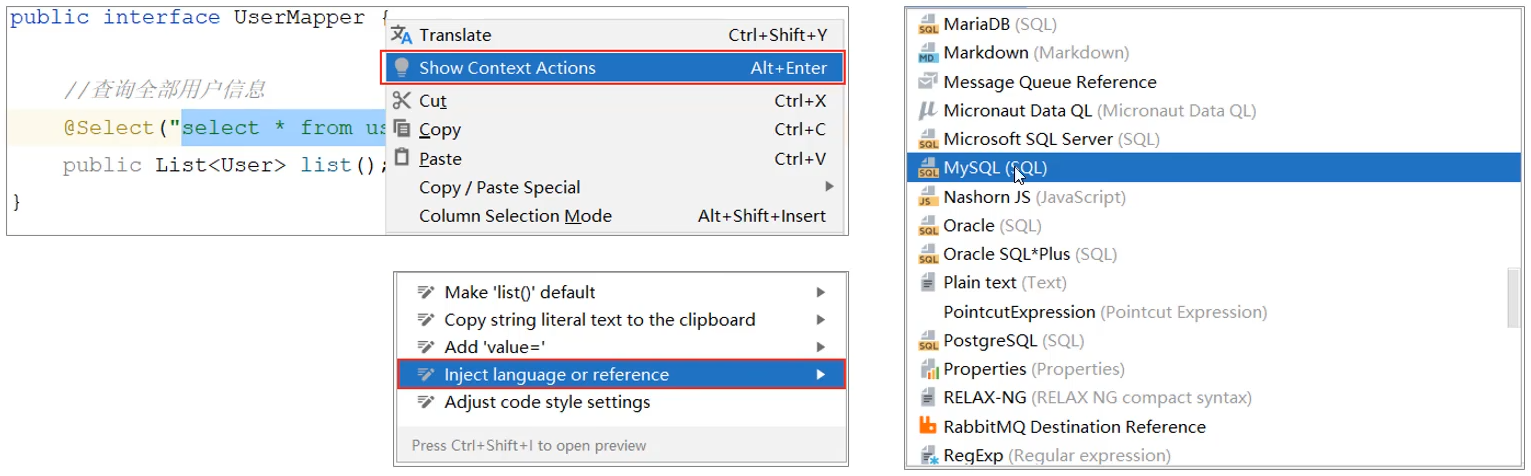 public interface UserMapper {
//查询全部用户信息
@Select("select * from us
public List<User> list();
}
Translate Ctrl+Shift+Y
Show Context Actions Alt+Enter
Cut Ctrl+X
Copy Ctrl+C
Paste Ctrl+V
Copy / Paste Special
Column Selection Mode Alt+Shift+Insert
Make 'list()' default
Copy string literal text to the clipboard
Add 'value='
Inject language or reference
Adjust code style settings
Press Ctrl+Shift+I to open preview
SQL MariaDB (SQL)
MD Markdown (Markdown)
Message Queue Reference
μ Micronaut Data QL (Micronaut Data QL)
SQL Microsoft SQL Server (SQL)
SQL MySQL (SQL)
JS Nashorn JS (JavaScript)
SQL Oracle (SQL)
SQL Oracle SQL*Plus (SQL)
Plain text (Text)
PointcutExpression (Pointcut Expression)
SQL PostgreSQL (SQL)
Properties (Properties)
RELAX-NG (RELAX NG compact syntax)
RabbitMQ Destination Reference
RegExp (Regular expression)